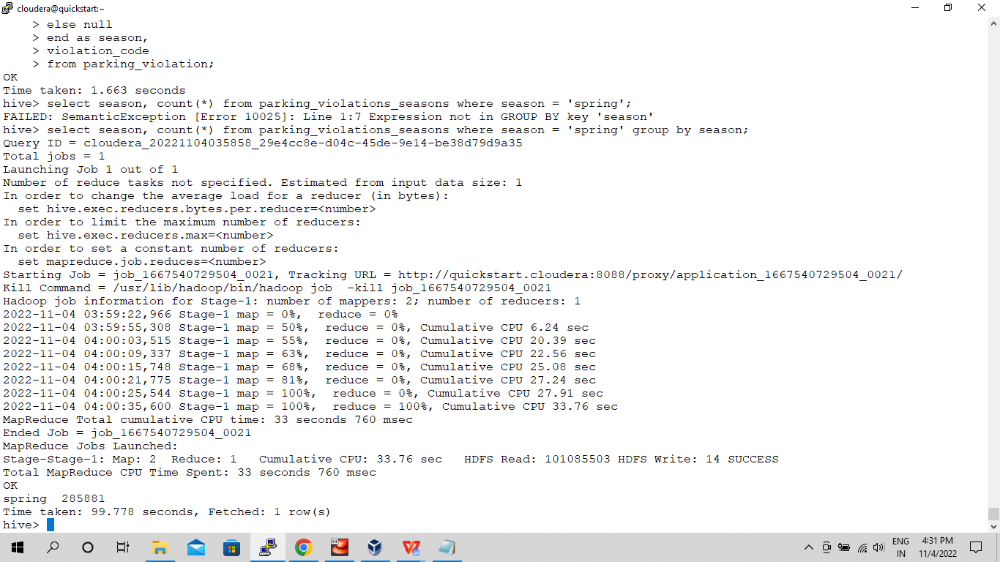 cloudera@quickstart:~
    > else null
    > end as season,
    > violation_code
    > from parking_violation;
OK
Time taken: 1.663 seconds
hive> select season, count(*) from parking_violations_seasons where season = 'spring';
FAILED: SemanticException [Error 10025]: Line 1:7 Expression not in GROUP BY key 'season'
hive> select season, count(*) from parking_violations_seasons where season = 'spring' group by season;
Query ID = cloudera_20221104035858_29e4cc8e-d04c-45de-9e14-be38d79d9a35
Total jobs = 1
Launching Job 1 out of 1
Number of reduce tasks not specified. Estimated from input data size: 1
In order to change the average load for a reducer (in bytes):
  set hive.exec.reducers.bytes.per.reducer=<number>
In order to limit the maximum number of reducers:
  set hive.exec.reducers.max=<number>
In order to set a constant number of reducers:
  set mapreduce.job.reduces=<number>
Starting Job = job_1667540729504_0021, Tracking URL = http://quickstart.cloudera:8088/proxy/application_1667540729504_0021/
Kill Command = /usr/lib/hadoop/bin/hadoop job  -kill job_1667540729504_0021
Hadoop job information for Stage-1: number of mappers: 2; number of reducers: 1
2022-11-04 03:59:22,966 Stage-1 map = 0%,  reduce = 0%
2022-11-04 03:59:55,308 Stage-1 map = 50%,  reduce = 0%, Cumulative CPU 6.24 sec
2022-11-04 04:00:03,515 Stage-1 map = 55%,  reduce = 0%, Cumulative CPU 20.39 sec
2022-11-04 04:00:09,337 Stage-1 map = 63%,  reduce = 0%, Cumulative CPU 22.56 sec
2022-11-04 04:00:15,748 Stage-1 map = 68%,  reduce = 0%, Cumulative CPU 25.08 sec
2022-11-04 04:00:21,775 Stage-1 map = 81%,  reduce = 0%, Cumulative CPU 27.24 sec
2022-11-04 04:00:25,544 Stage-1 map = 100%,  reduce = 0%, Cumulative CPU 27.91 sec
2022-11-04 04:00:35,600 Stage-1 map = 100%,  reduce = 100%, Cumulative CPU 33.76 sec
MapReduce Total cumulative CPU time: 33 seconds 760 msec
Ended Job = job_1667540729504_0021
MapReduce Jobs Launched:
Stage-Stage-1: Map: 2  Reduce: 1   Cumulative CPU: 33.76 sec   HDFS Read: 101085503 HDFS Write: 14 SUCCESS
Total MapReduce CPU Time Spent: 33 seconds 760 msec
OK
spring  285881
Time taken: 99.778 seconds, Fetched: 1 row(s)
hive>
ENG
IN
4:31 PM
11/4/2022